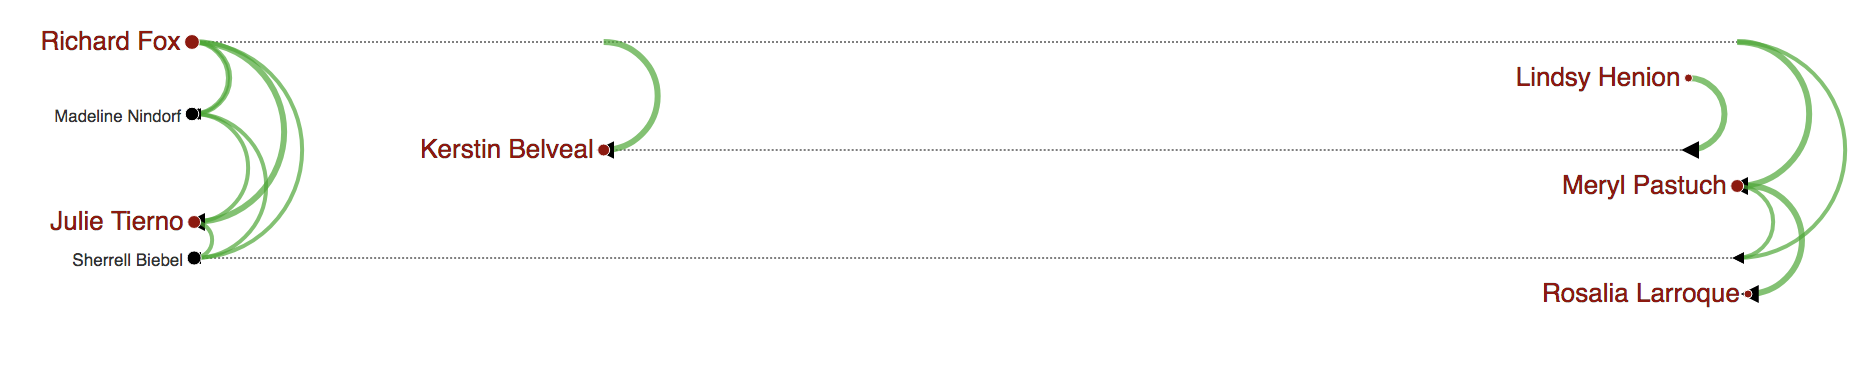 Richard Fox
Lindsy Henion
Madeline Nindorf
Kerstin Belveal
Meryl Pastuch
Julie Tierno
Sherrell Biebel
Rosalia Larroque